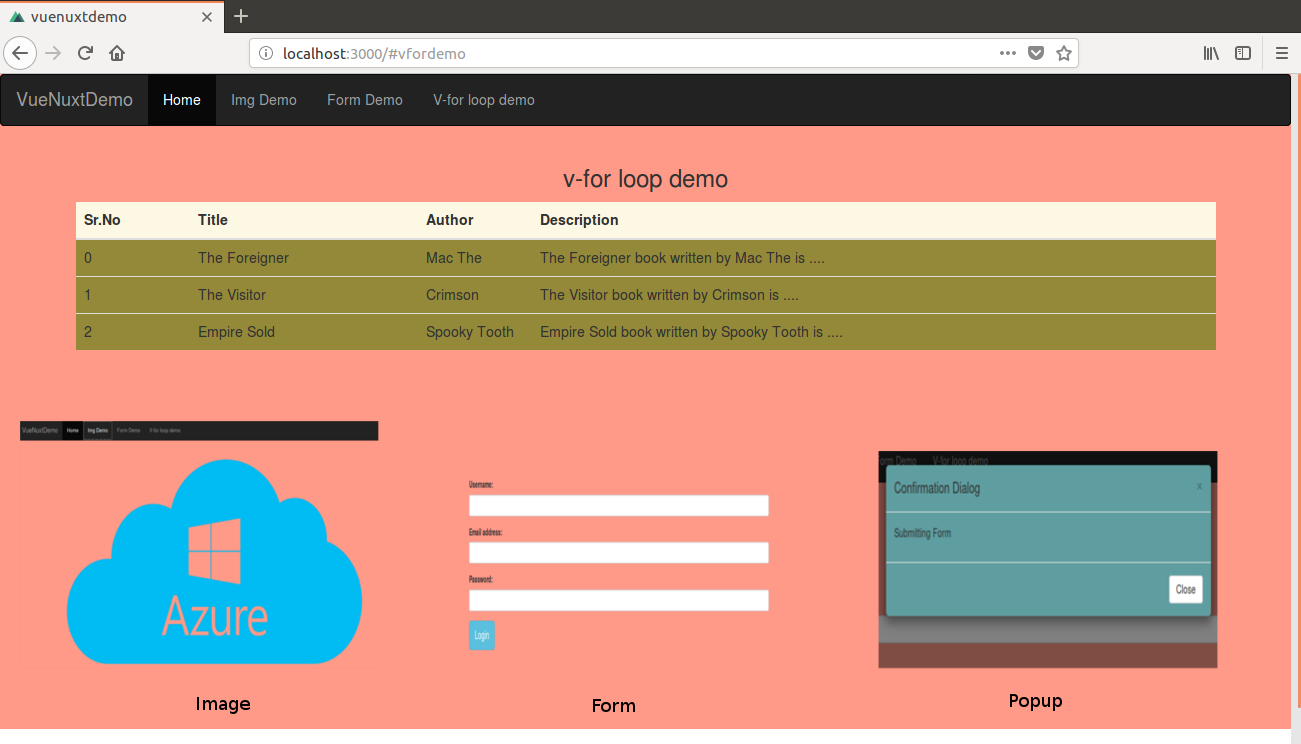 vuenuxtdemo
localhost:3000/#vfordemo
VueNuxtDemo Home Img Demo Form Demo V-for loop demo
v-for loop demo
Sr.No Title Author Description
0 The Foreigner Mac The The Foreigner book written by Mac The is ....
1 The Visitor Crimson The Visitor book written by Crimson is ....
2 Empire Sold Spooky Tooth Empire Sold book written by Spooky Tooth is ....
VueNuxtDemo Home Img Demo Form Demo V-for loop demo
Azure
Image
Username:
Email address:
Password:
Login
Form
orm Demo V-for loop demo
Confirmation Dialog x
Submitting Form
Close
Popup